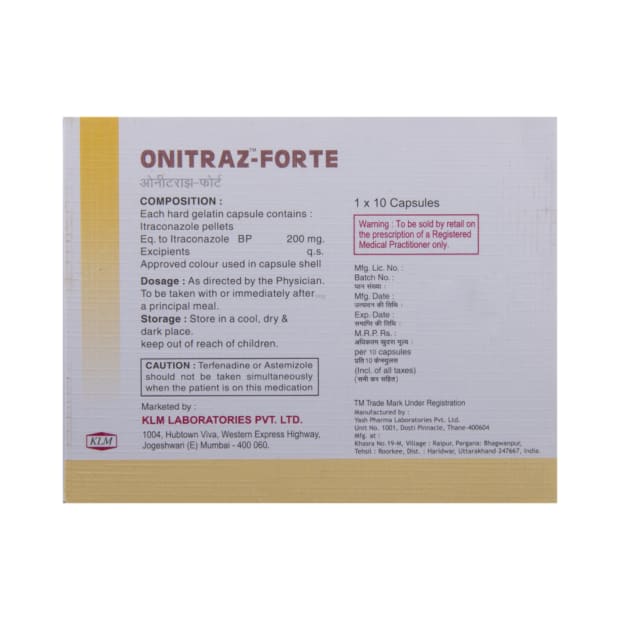 ONITRAZ™-FORTE
ओनीटराझ-फोर्ट
COMPOSITION :
Each hard gelatin capsule contains :
Itraconazole pellets
Eq. to Itraconazole BP 200 mg.
Excipients q.s.
Approved colour used in capsule shell
Dosage : As directed by the Physician.
To be taken with or immediately after
a principal meal.
Storage : Store in a cool, dry &
dark place.
keep out of reach of children.
CAUTION : Terfenadine or Astemizole
should not be taken simultaneously
when the patient is on this medication
Marketed by :
KLM LABORATORIES PVT. LTD.
1004, Hubtown Viva, Western Express Highway,
Jogeshwari (E) Mumbai - 400 060.
KLM
1 x 10 Capsules
Warning : To be sold by retail on
the prescription of a Registered
Medical Practitioner only.
Mfg. Lic. No. :
Batch No. :
घान संख्या :
Mfg. Date :
उत्पादन की तिथि :
Exp. Date :
समाप्ति की तिथि :
M.R.P. Rs. :
अधिकतम खुदरा मूल्य :
per 10 capsules
प्रति 10 कॅप्सूलस
(Incl. of all taxes)
(सभी कर सहित)
TM Trade Mark Under Registration
Manufactured by :
Yash Pharma Laboratories Pvt. Ltd.
Unit No. 1001, Dosti Pinnacle, Thane-400604
Mfg. at :
Khasra No.19-M, Village : Raipur, Pergana: Bhagwanpur,
Tehsil : Roorkee, Dist. : Haridwar, Uttarakhand 247667, India.